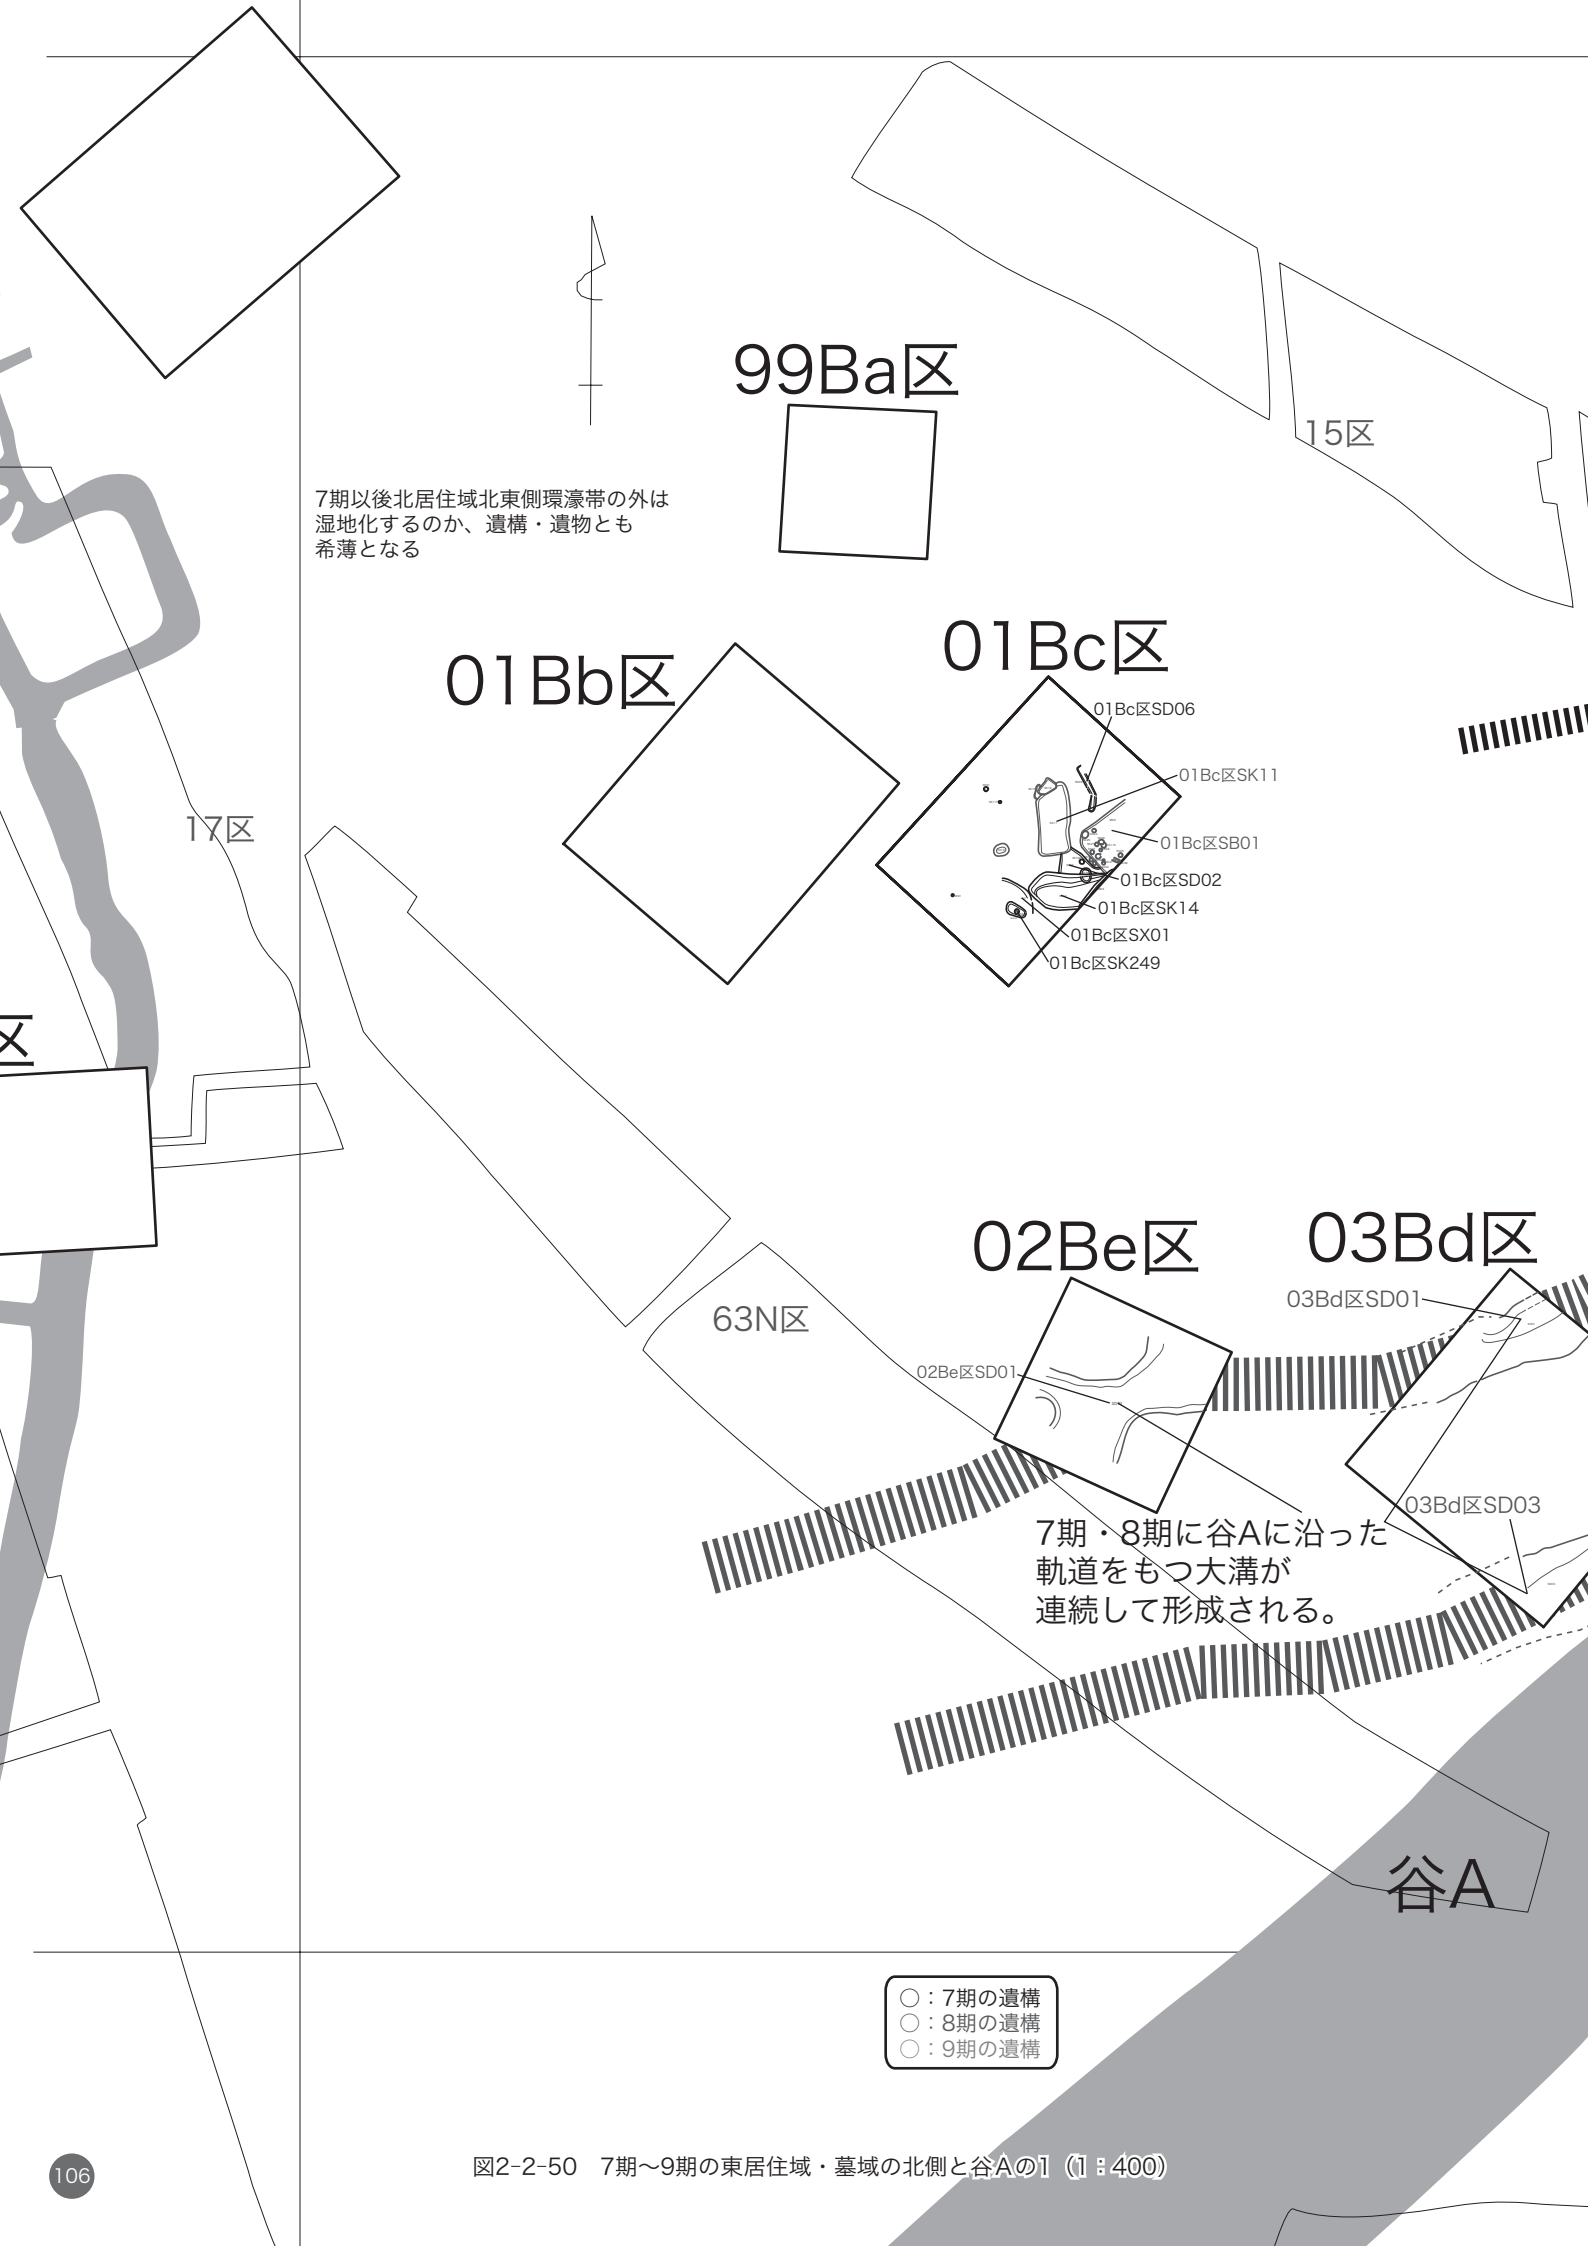 99Ba区
15区
7期以後北居住域北東側環濠帯の外は
湿地化するのか、遺構・遺物とも
希薄となる
01Bb区
01Bc区
01Bc区SD06
01Bc区SK11
01Bc区SB01
01Bc区SD02
01Bc区SK14
01Bc区SX01
01Bc区SK249
17区
区
02Be区
03Bd区
03Bd区SD01
63N区
02Be区SD01
03Bd区SD03
7期・8期に谷Aに沿った
軌道をもつ大溝が
連続して形成される。
谷A
○：7期の遺構
○：8期の遺構
○：9期の遺構
図2-2-50　7期〜9期の東居住域・墓域の北側と谷Aの1（1：400）
106